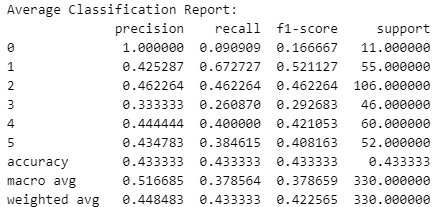 Average Classification Report:
precision recall f1-score support
0 1.000000 0.090909 0.166667 11.000000
1 0.425287 0.672727 0.521127 55.000000
2 0.462264 0.462264 0.462264 106.000000
3 0.333333 0.260870 0.292683 46.000000
4 0.444444 0.400000 0.421053 60.000000
5 0.434783 0.384615 0.408163 52.000000
accuracy 0.433333 0.433333 0.433333 0.433333
macro avg 0.516685 0.378564 0.378659 330.000000
weighted avg 0.448483 0.433333 0.422565 330.000000